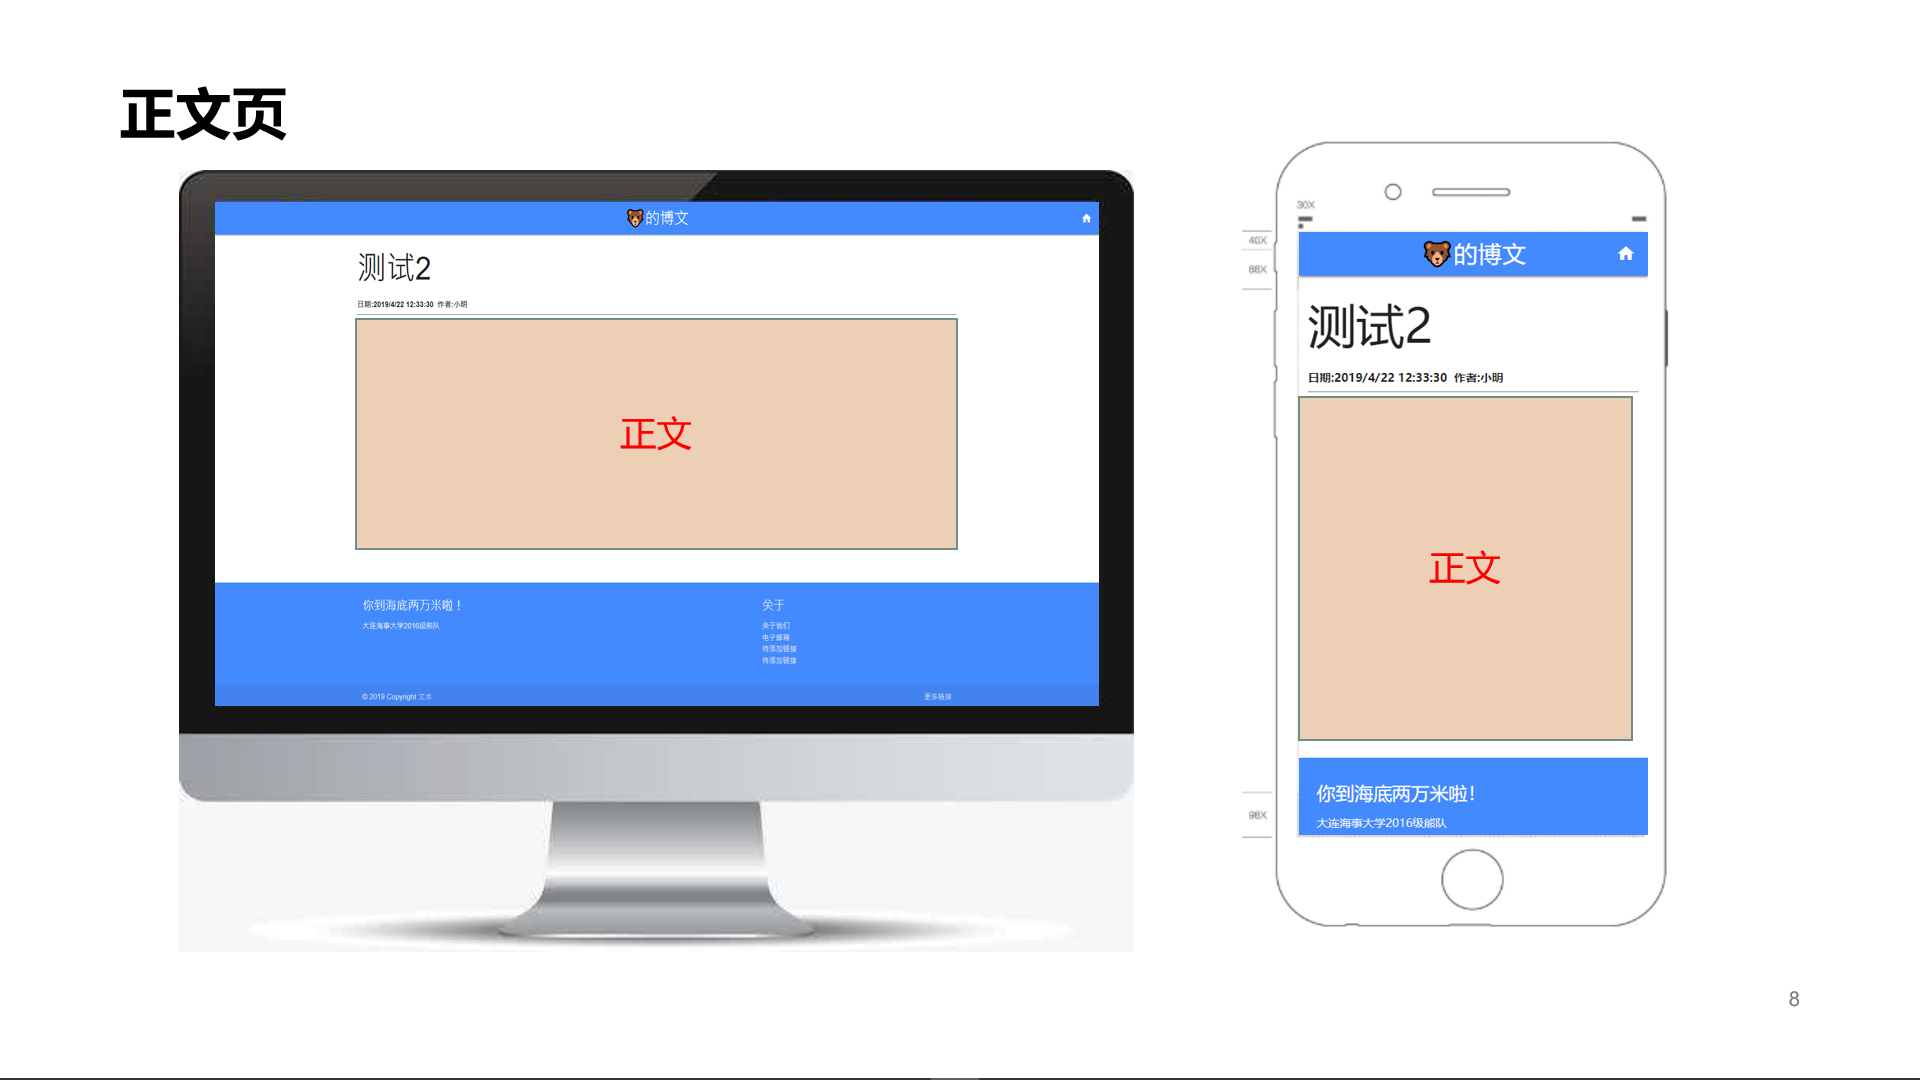 正文页
的博文
测试2
日期:2019/4/22 12:33:30 作者:小明
正文
你到海底两万米啦！
大连海事大学2016级熊队
关于
关于我们
电子邮箱
待添加链接
待添加链接
© 2019 Copyright 文本
更多链接
30X
40X
88X
98X
的博文
测试2
日期:2019/4/22 12:33:30 作者:小明
正文
你到海底两万米啦！
大连海事大学2016级熊队
8